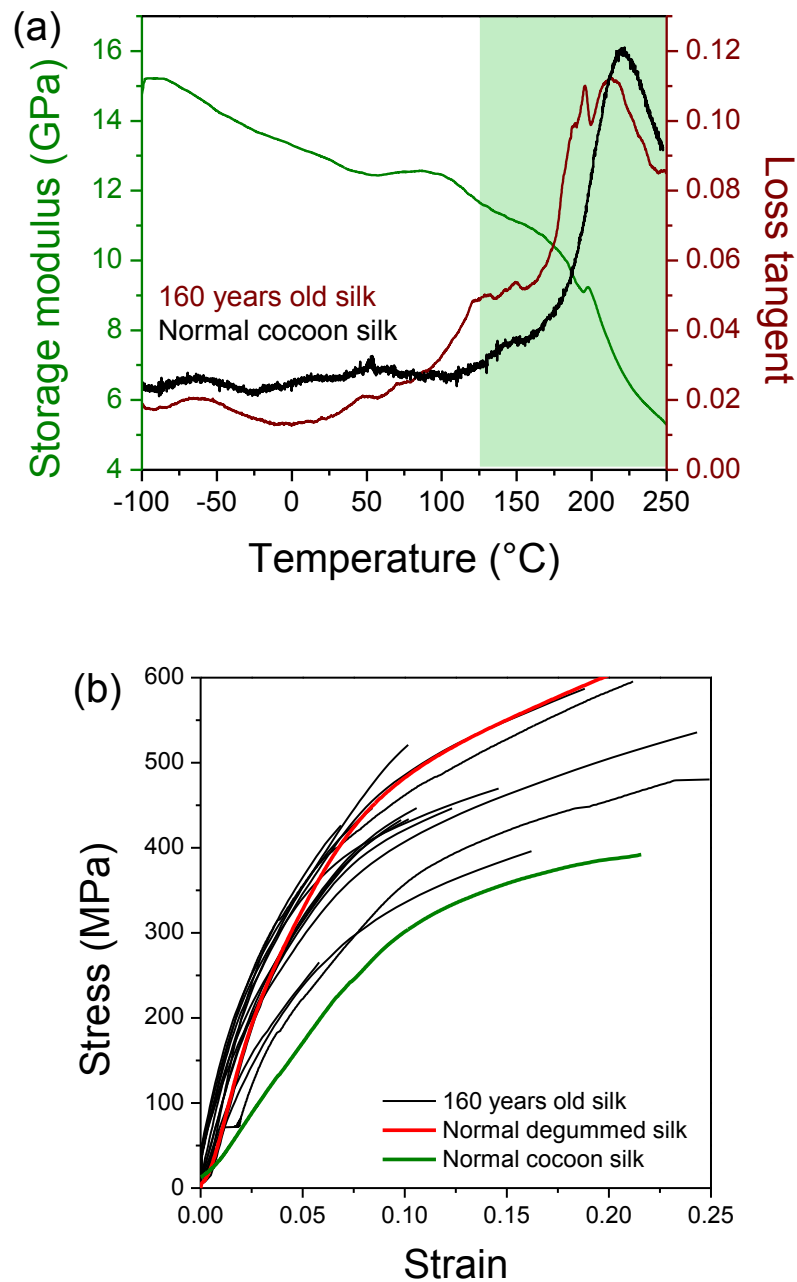 (a)
Storage modulus (GPa)
16
14
12
10
8
6
4
0.12
0.10
0.08
0.06
0.04
0.02
0.00
Loss tangent
160 years old silk
Normal cocoon silk
-100 -50 0 50 100 150 200 250
Temperature (°C)
(b)
Stress (MPa)
600
500
400
300
200
100
0
160 years old silk
Normal degummed silk
Normal cocoon silk
0.00 0.05 0.10 0.15 0.20 0.25
Strain